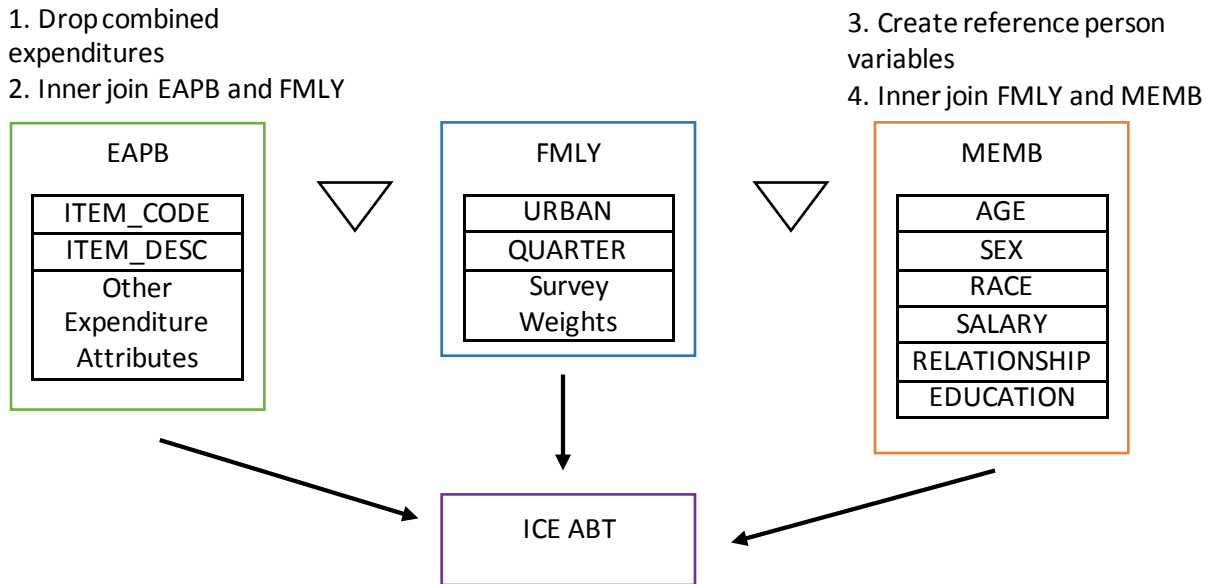 1. Drop combined
expenditures
2. Inner join EAPB and FMLY
3. Create reference person
variables
4. Inner join FMLY and MEMB
EAPB
ITEM_CODE
ITEM_DESC
Other
Expenditure
Attributes
FMLY
URBAN
QUARTER
Survey
Weights
MEMB
AGE
SEX
RACE
SALARY
RELATIONSHIP
EDUCATION
ICE ABT